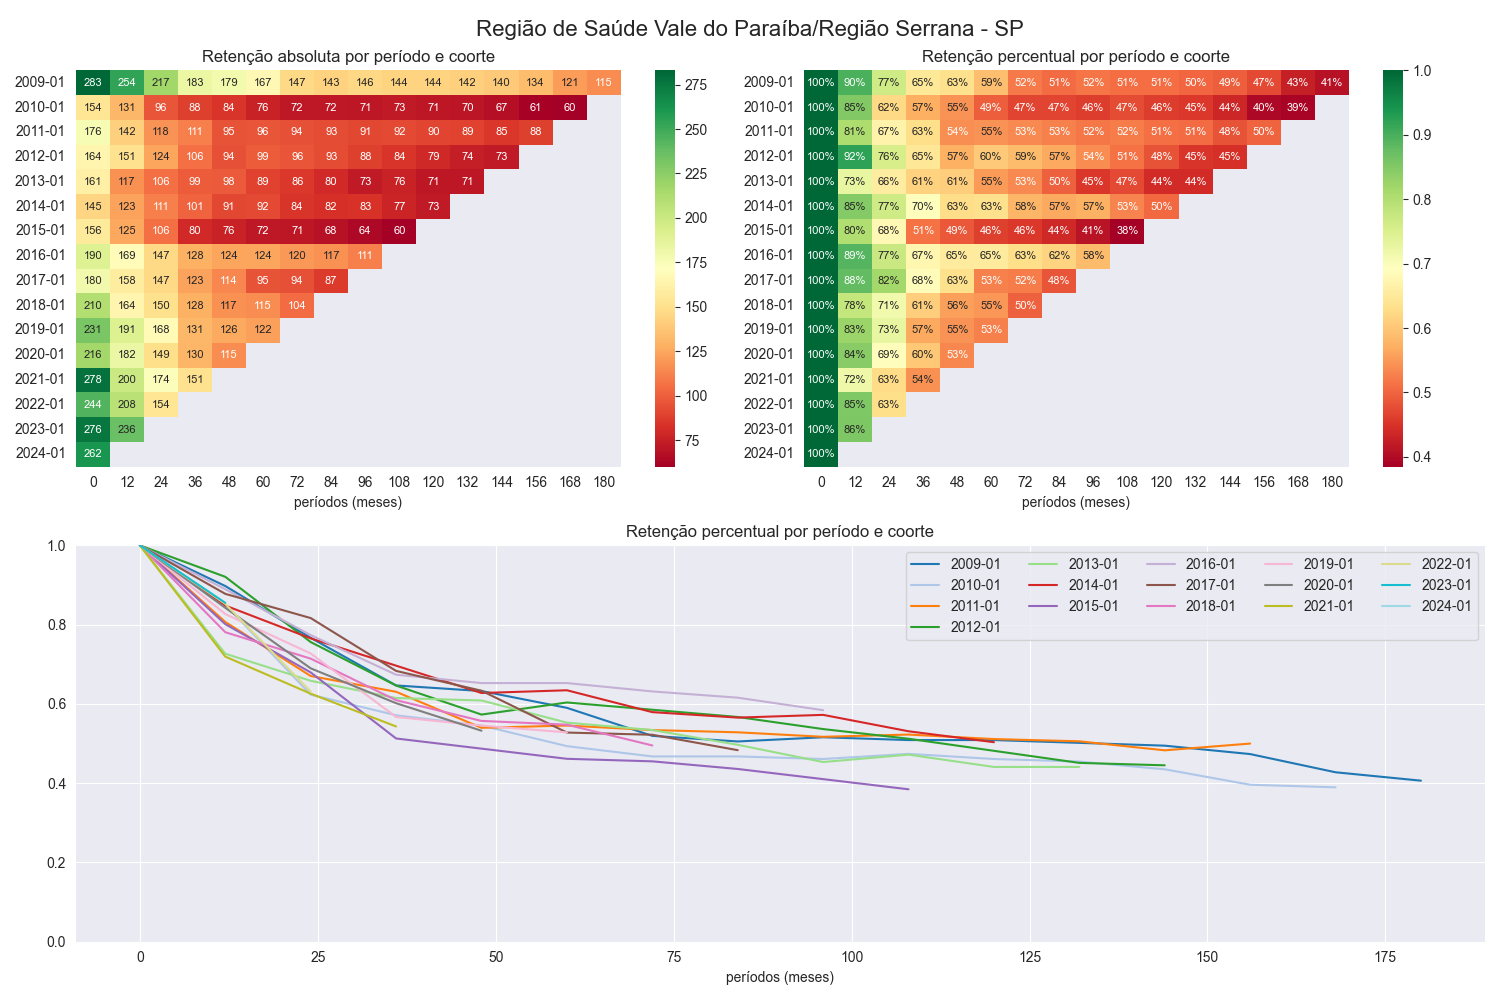 Região de Saúde Vale do Paraíba/Região Serrana - SP
Retenção absoluta por período e coorte
2009-01 283 254 217 183 179 167 147 143 146 144 144 142 140 134 121 115
2010-01 154 131 96 88 84 76 72 72 71 73 71 70 67 61 60
2011-01 176 142 118 111 95 96 94 93 91 92 90 89 85 88
2012-01 164 151 124 106 94 99 96 93 88 84 79 74 73
2013-01 161 117 106 99 98 89 86 80 73 76 71 71
2014-01 145 123 111 101 91 92 84 82 83 77 73
2015-01 156 125 106 80 76 72 71 68 64 60
2016-01 190 169 147 128 124 124 120 117 111
2017-01 180 158 147 123 114 95 94 87
2018-01 210 164 150 128 117 115 104
2019-01 231 191 168 131 126 122
2020-01 216 182 149 130 115
2021-01 278 200 174 151
2022-01 244 208 154
2023-01 276 236
2024-01 262
0 12 24 36 48 60 72 84 96 108 120 132 144 156 168 180
períodos (meses)
275
250
225
200
175
150
125
100
75
Retenção percentual por período e coorte
2009-01 100% 90% 77% 65% 63% 59% 52% 51% 52% 51% 51% 50% 49% 47% 43% 41%
2010-01 100% 85% 62% 57% 55% 49% 47% 47% 46% 47% 46% 45% 44% 40% 39%
2011-01 100% 81% 67% 63% 54% 55% 53% 53% 52% 52% 51% 51% 48% 50%
2012-01 100% 92% 76% 65% 57% 60% 59% 57% 54% 51% 48% 45% 45%
2013-01 100% 73% 66% 61% 61% 55% 53% 50% 45% 47% 44% 44%
2014-01 100% 85% 77% 70% 63% 63% 58% 57% 57% 53% 50%
2015-01 100% 80% 68% 51% 49% 46% 46% 44% 41% 38%
2016-01 100% 89% 77% 67% 65% 65% 63% 62% 58%
2017-01 100% 88% 82% 68% 63% 53% 52% 48%
2018-01 100% 78% 71% 61% 56% 55% 50%
2019-01 100% 83% 73% 57% 55% 53%
2020-01 100% 84% 69% 60% 53%
2021-01 100% 72% 63% 54%
2022-01 100% 85% 63%
2023-01 100% 86%
2024-01 100%
0 12 24 36 48 60 72 84 96 108 120 132 144 156 168 180
períodos (meses)
1.0
0.9
0.8
0.7
0.6
0.5
0.4
Retenção percentual por período e coorte
1.0
0.8
0.6
0.4
0.2
0.0
2009-01 2013-01 2016-01 2019-01 2022-01
2010-01 2014-01 2017-01 2020-01 2023-01
2011-01 2015-01 2018-01 2021-01 2024-01
2012-01
0 25 50 75 100 125 150 175
períodos (meses)